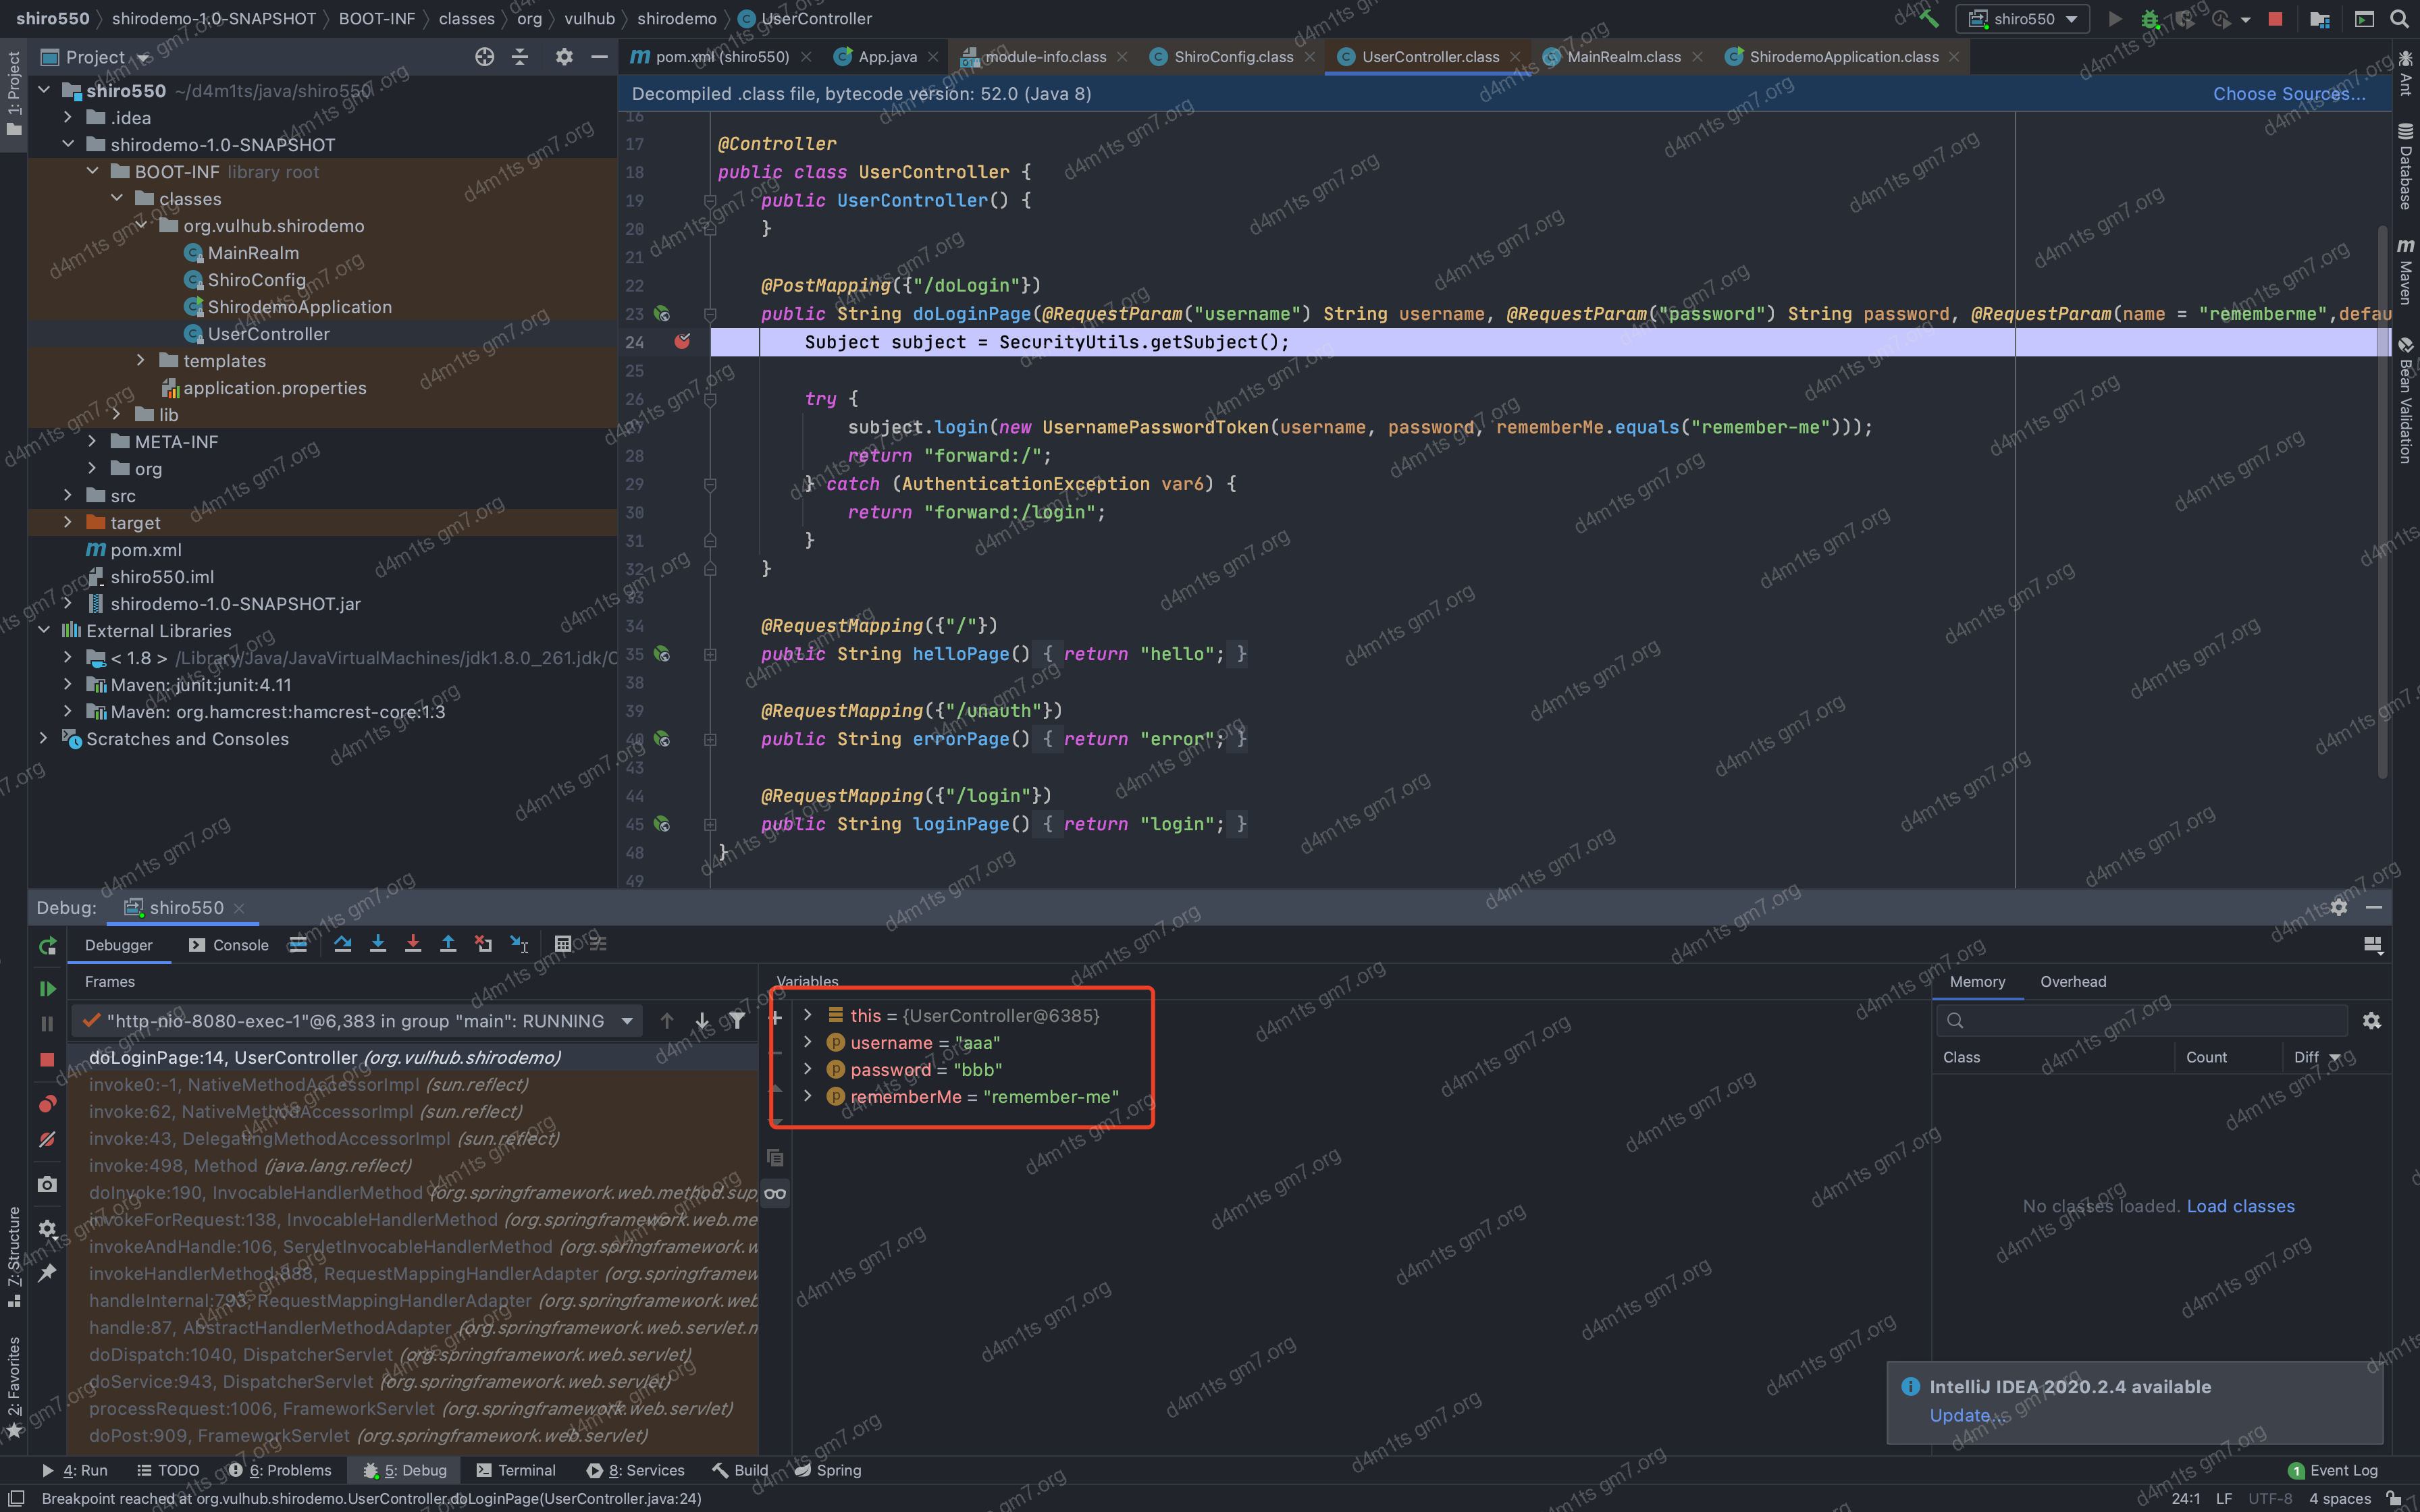 shiro550 〉 shirodemo-1.0-SNAPSHOT 〉 BOOT-INF 〉 classes 〉 org 〉 vulhub 〉 shirodemo 〉 UserController
shiro550
Project
pom.xml (shiro550)
App.java
module-info.class
ShiroConfig.class
UserController.class
MainRealm.class
ShirodemoApplication.class
Decompiled .class file, bytecode version: 52.0 (Java 8)
Choose Sources...
1: Project
shiro550 ~/d4m1ts/java/shiro550
.idea
shirodemo-1.0-SNAPSHOT
BOOT-INF library root
classes
org.vulhub.shirodemo
MainRealm
ShiroConfig
ShirodemoApplication
UserController
templates
application.properties
lib
META-INF
org
src
target
pom.xml
shiro550.iml
shirodemo-1.0-SNAPSHOT.jar
External Libraries
< 1.8 > /Library/Java/JavaVirtualMachines/jdk1.8.0_261.jdk/C
Maven: junit:junit:4.11
Maven: org.hamcrest:hamcrest-core:1.3
Scratches and Consoles
16
17 @Controller
18 public class UserController {
19 public UserController() {
20 }
21
22 @PostMapping({"/doLogin"})
23 public String doLoginPage(@RequestParam("username") String username, @RequestParam("password") String password, @RequestParam(name = "rememberme",defau
24 Subject subject = SecurityUtils.getSubject();
25
26 try {
27 subject.login(new UsernamePasswordToken(username, password, rememberMe.equals("remember-me")));
28 return "forward:/";
29 } catch (AuthenticationException var6) {
30 return "forward:/login";
31 }
32 }
33
34 @RequestMapping({"/"})
35 public String helloPage() { return "hello"; }
38
39 @RequestMapping({"/unauth"})
40 public String errorPage() { return "error"; }
43
44 @RequestMapping({"/login"})
45 public String loginPage() { return "login"; }
48 }
49
Ant
Database
Maven
Bean Validation
Debug: shiro550
Debugger
Console
Frames
Variables
Memory
Overhead
"http-nio-8080-exec-1"@6,383 in group "main": RUNNING
doLoginPage:14, UserController (org.vulhub.shirodemo)
invoke0:-1, NativeMethodAccessorImpl (sun.reflect)
invoke:62, NativeMethodAccessorImpl (sun.reflect)
invoke:43, DelegatingMethodAccessorImpl (sun.reflect)
invoke:498, Method (java.lang.reflect)
doInvoke:190, InvocableHandlerMethod (org.springframework.web.method.sup
invokeForRequest:138, InvocableHandlerMethod (org.springframework.web.me
invokeAndHandle:106, ServletInvocableHandlerMethod (org.springframework.w
invokeHandlerMethod:888, RequestMappingHandlerAdapter (org.springframew
handleInternal:793, RequestMappingHandlerAdapter (org.springframework.web
handle:87, AbstractHandlerMethodAdapter (org.springframework.web.servlet.m
doDispatch:1040, DispatcherServlet (org.springframework.web.servlet)
doService:943, DispatcherServlet (org.springframework.web.servlet)
processRequest:1006, FrameworkServlet (org.springframework.web.servlet)
doPost:909, FrameworkServlet (org.springframework.web.servlet)
this = {UserController@6385}
username = "aaa"
password = "bbb"
rememberMe = "remember-me"
Class
Count
Diff
No classes loaded. Load classes
IntelliJ IDEA 2020.2.4 available
Update...
7: Structure
2: Favorites
4: Run
TODO
6: Problems
5: Debug
Terminal
8: Services
Build
Spring
1 Event Log
Breakpoint reached at org.vulhub.shirodemo.UserController.doLoginPage(UserController.java:24)
24:1 LF UTF-8 4 spaces
d4m1ts gm7.org